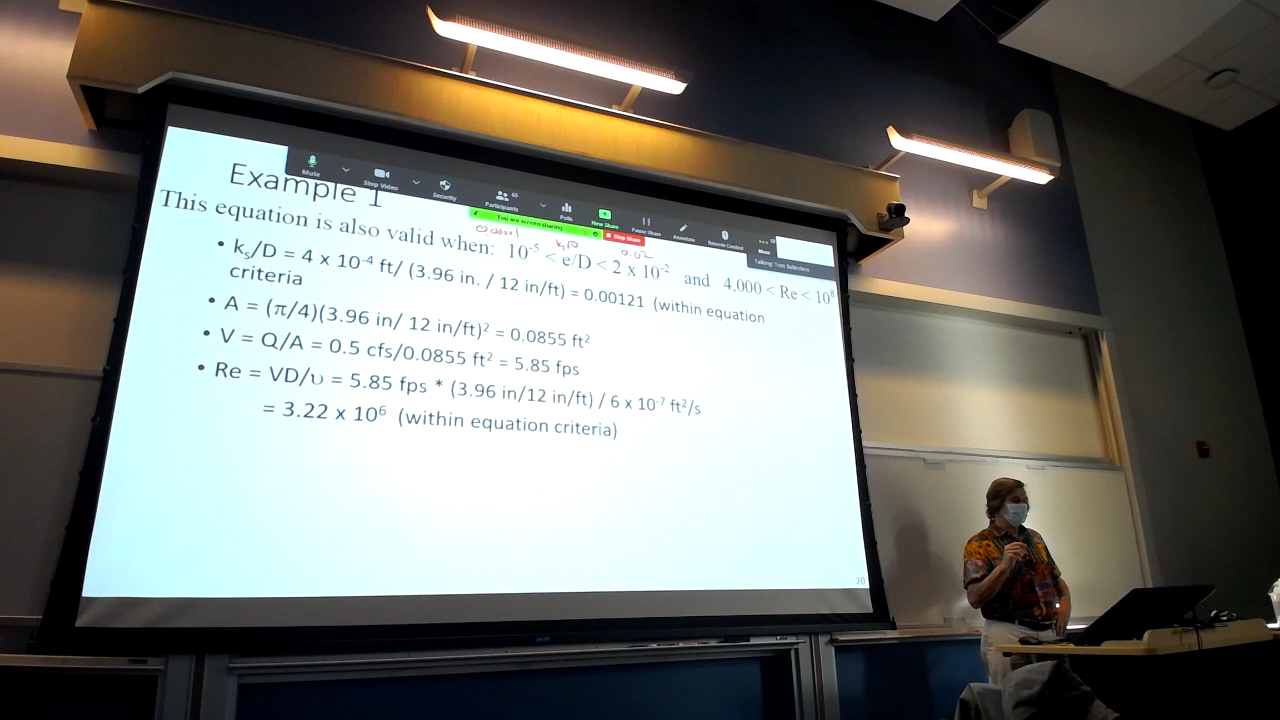 Mute
Stop Video
Security
Participants
65
Polls
New Share
Pause Share
Annotate
Remote Control
More
You are screen sharing
Stop Share
Example 1
This equation is also valid when: 10⁻⁵ < e/D < 2 x 10⁻² and 4,000 < Re < 10⁸
0.02
• kₛ/D = 4 x 10⁻⁴ ft/ (3.96 in. / 12 in/ft) = 0.00121 (within equation
criteria
• A = (π/4)(3.96 in/ 12 in/ft)² = 0.0855 ft²
• V = Q/A = 0.5 cfs/0.0855 ft² = 5.85 fps
• Re = VD/υ = 5.85 fps * (3.96 in/12 in/ft) / 6 x 10⁻⁷ ft²/s
= 3.22 x 10⁶ (within equation criteria)
20